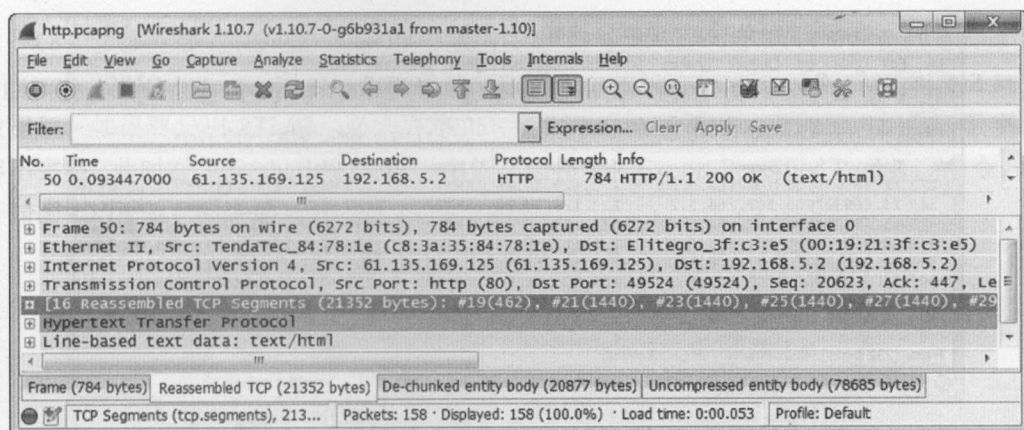 http.pcapng [Wireshark 1.10.7 (v1.10.7-0-g6b931a1 from master-1.10)]
File Edit View Go Capture Analyze Statistics Telephony Tools Internals Help
Filter: Expression... Clear Apply Save
No. Time Source Destination Protocol Length Info
50 0.093447000 61.135.169.125 192.168.5.2 HTTP 784 HTTP/1.1 200 OK (text/html)
Frame 50: 784 bytes on wire (6272 bits), 784 bytes captured (6272 bits) on interface 0
Ethernet II, Src: TendaTec_84:78:1e (c8:3a:35:84:78:1e), Dst: Elitegro_3f:c3:e5 (00:19:21:3f:c3:e5)
Internet Protocol Version 4, Src: 61.135.169.125 (61.135.169.125), Dst: 192.168.5.2 (192.168.5.2)
Transmission Control Protocol, Src Port: http (80), Dst Port: 49524 (49524), Seq: 20623, Ack: 447, Le
[16 Reassembled TCP Segments (21352 bytes): #19(462), #21(1440), #23(1440), #25(1440), #27(1440), #29
Hypertext Transfer Protocol
Line-based text data: text/html
Frame (784 bytes) Reassembled TCP (21352 bytes) De-chunked entity body (20877 bytes) Uncompressed entity body (78685 bytes)
TCP Segments (tcp.segments), 213... Packets: 158 · Displayed: 158 (100.0%) · Load time: 0:00.053 Profile: Default